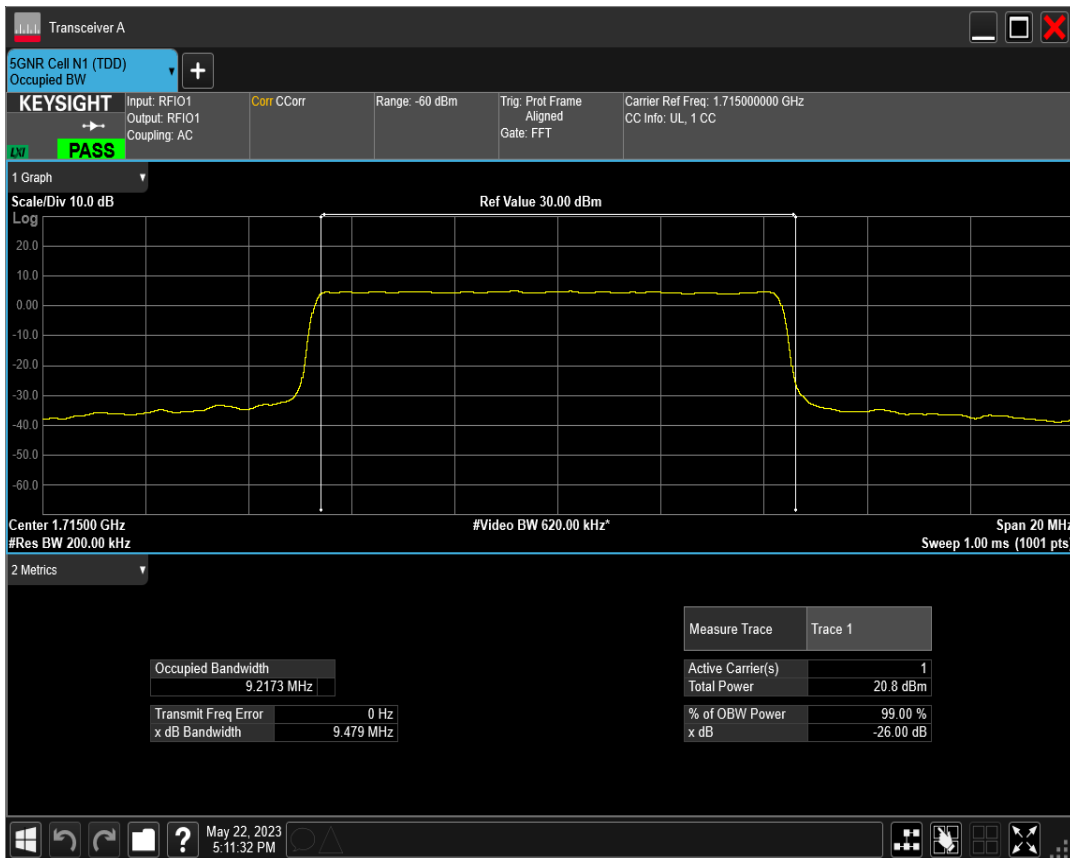 Transceiver A
5GNR Cell N1 (TDD)
Occupied BW
+
KEYSIGHT
LXI
PASS
Input: RFIO1
Output: RFIO1
Coupling: AC
Corr CCorr
Range: -60 dBm
Trig: Prot Frame
Aligned
Gate: FFT
Carrier Ref Freq: 1.715000000 GHz
CC Info: UL, 1 CC
1 Graph
Scale/Div 10.0 dB
Ref Value 30.00 dBm
Log
20.0
10.0
0.00
-10.0
-20.0
-30.0
-40.0
-50.0
-60.0
Center 1.71500 GHz
#Video BW 620.00 kHz*
Span 20 MHz
#Res BW 200.00 kHz
Sweep 1.00 ms (1001 pts)
2 Metrics
Measure Trace Trace 1
Occupied Bandwidth
9.2173 MHz
Active Carrier(s) 1
Total Power 20.8 dBm
Transmit Freq Error 0 Hz
x dB Bandwidth 9.479 MHz
% of OBW Power 99.00 %
x dB -26.00 dB
?
May 22, 2023
5:11:32 PM